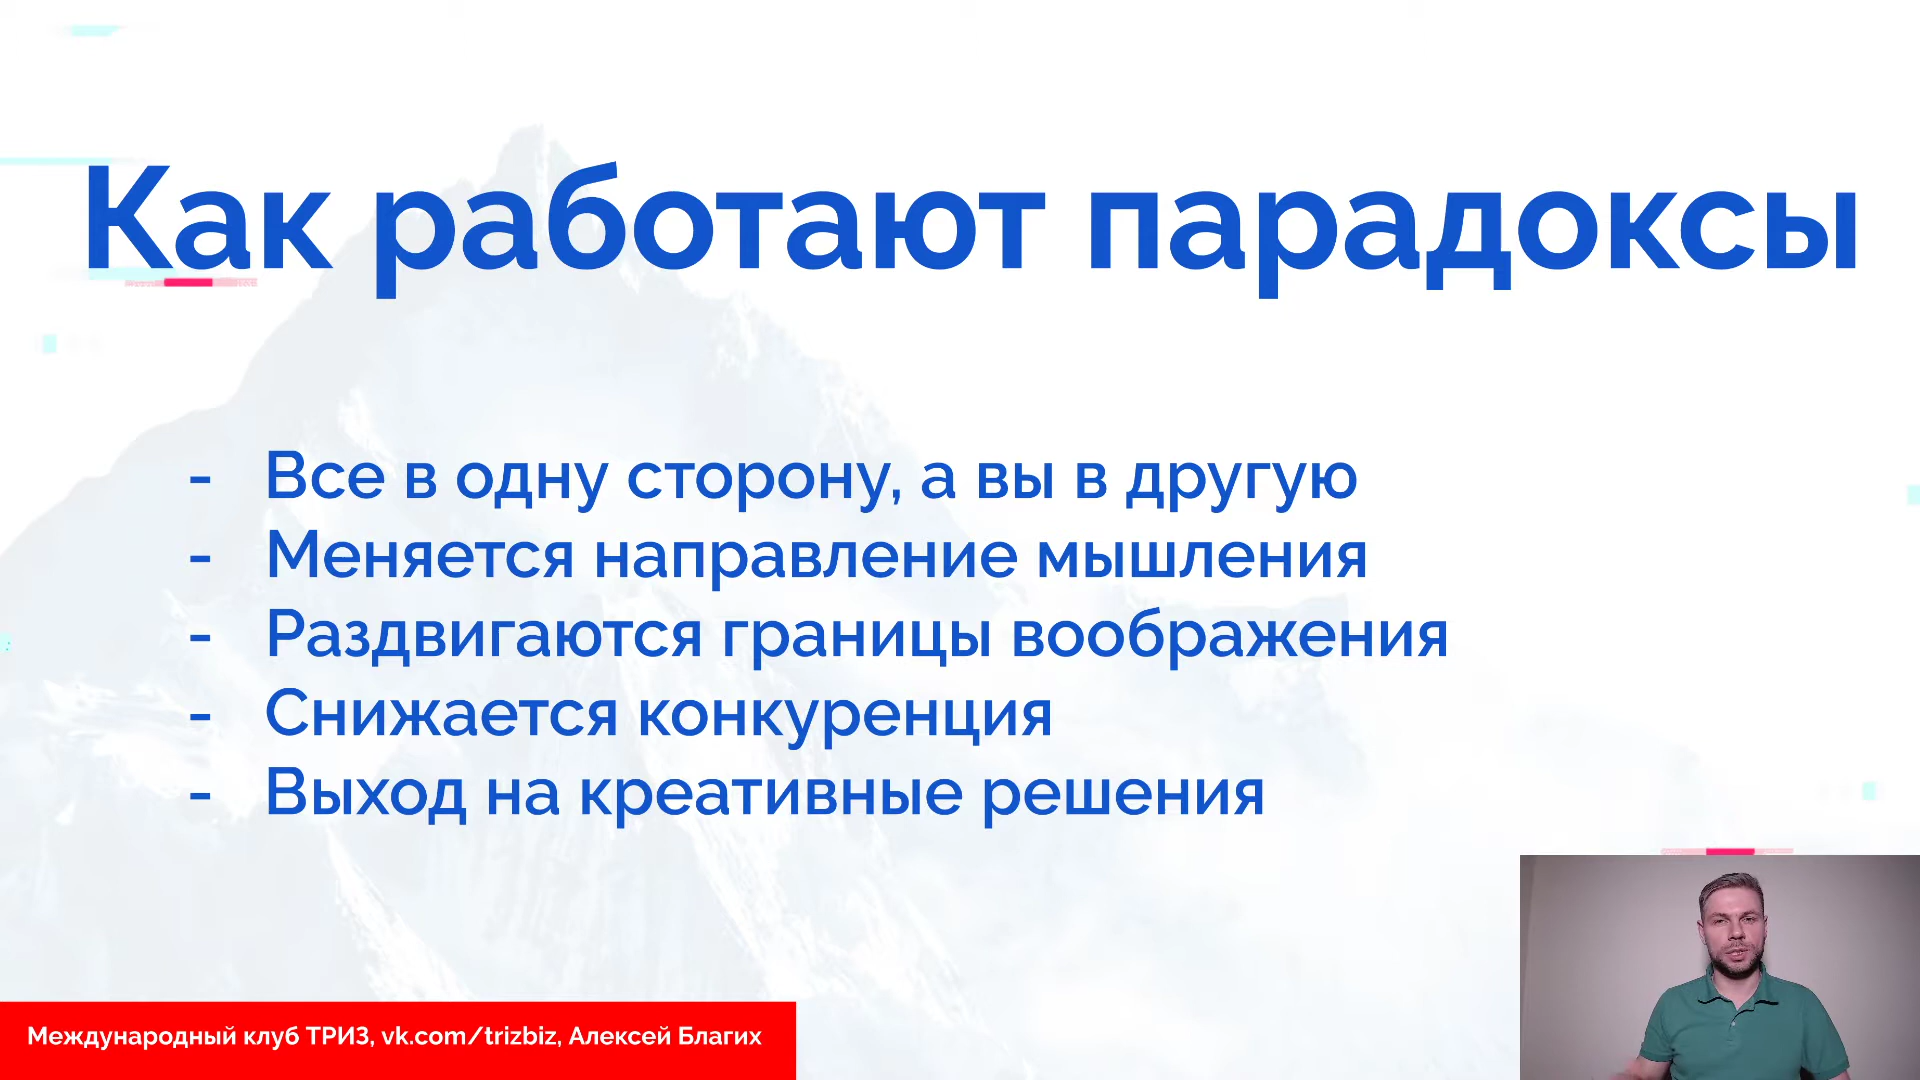 Как работают парадоксы
- Все в одну сторону, а вы в другую
- Меняется направление мышления
- Раздвигаются границы воображения
- Снижается конкуренция
- Выход на креативные решения
Международный клуб ТРИЗ, vk.com/trizbiz, Алексей Благих